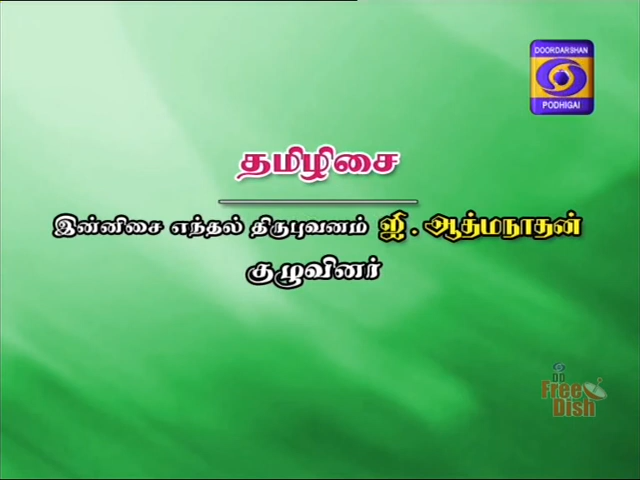 DOORDARSHAN
PODHIGAI
தமிழிசை
இன்னிசை எந்தல் திருபுவனம் ஜி. ஆத்மநாதன்
குழுவினர்
DD
Free
Dish